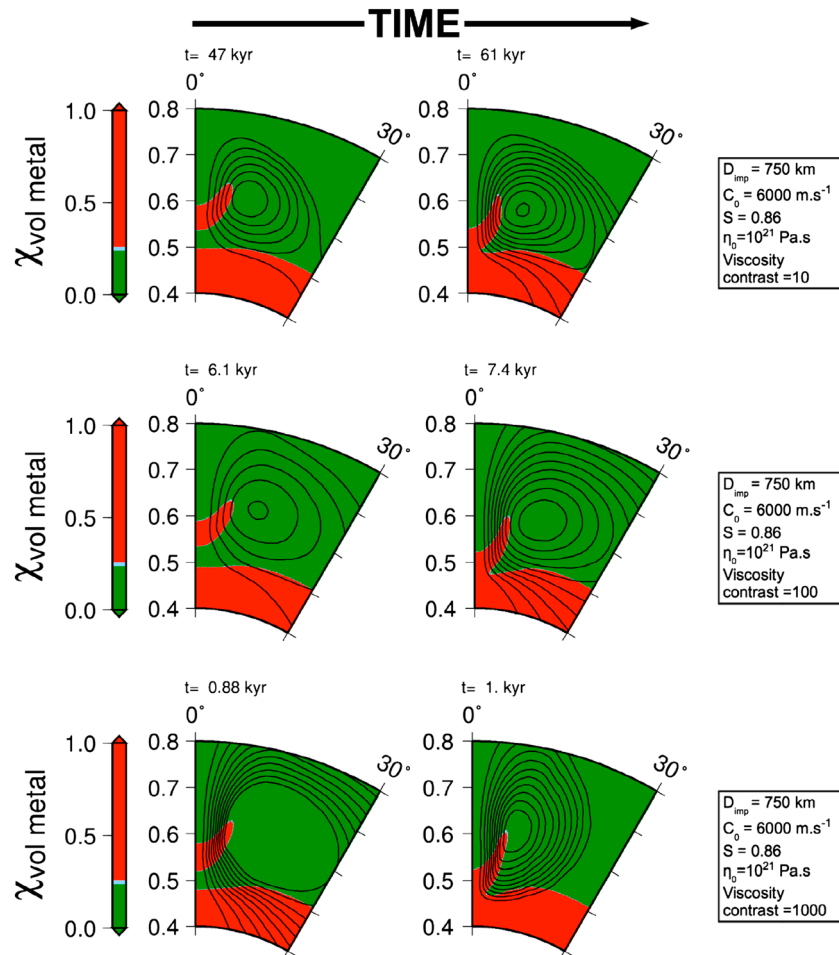 TIME
t= 47 kyr
t= 61 kyr
0°
0°
30°
30°
χvol metal
1.0
0.5
0.0
0.8
0.7
0.6
0.5
0.4
0.8
0.7
0.6
0.5
0.4
D_imp = 750 km
C_0 = 6000 m.s⁻¹
S = 0.86
η_0=10²¹ Pa.s
Viscosity
contrast =10
t= 6.1 kyr
t= 7.4 kyr
0°
0°
30°
30°
χvol metal
1.0
0.5
0.0
0.8
0.7
0.6
0.5
0.4
0.8
0.7
0.6
0.5
0.4
D_imp = 750 km
C_0 = 6000 m.s⁻¹
S = 0.86
η_0=10²¹ Pa.s
Viscosity
contrast =100
t= 0.88 kyr
t= 1. kyr
0°
0°
30°
30°
χvol metal
1.0
0.5
0.0
0.8
0.7
0.6
0.5
0.4
0.8
0.7
0.6
0.5
0.4
D_imp = 750 km
C_0 = 6000 m.s⁻¹
S = 0.86
η_0=10²¹ Pa.s
Viscosity
contrast =1000